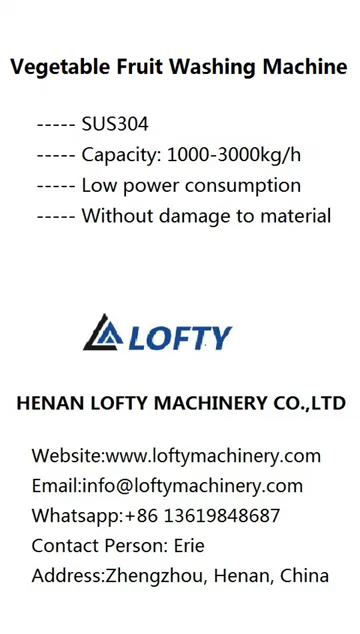 Vegetable Fruit Washing Machine
----- SUS304
----- Capacity: 1000-3000kg/h
----- Low power consumption
----- Without damage to material
LOFTY
HENAN LOFTY MACHINERY CO.,LTD
Website:www.loftymachinery.com
Email:info@loftymachinery.com
Whatsapp:+86 13619848687
Contact Person: Erie
Address:Zhengzhou, Henan, China